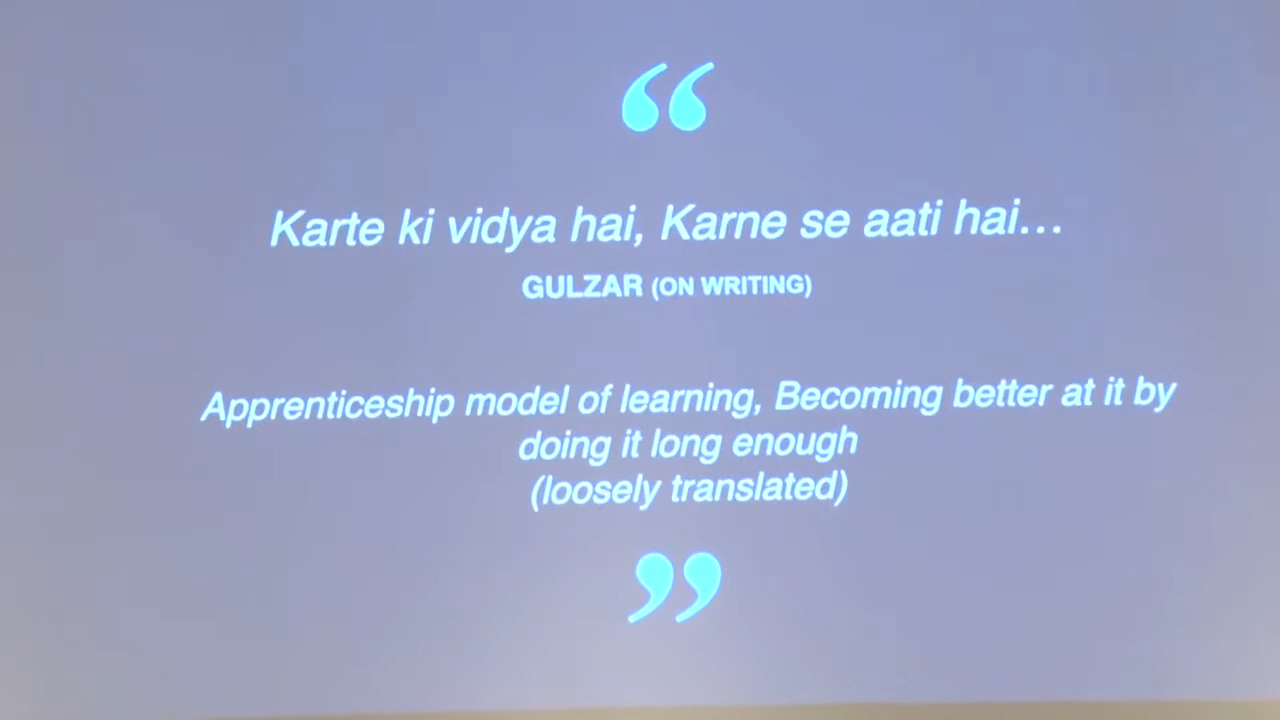 “
Karte ki vidya hai, Karne se aati hai...
GULZAR (ON WRITING)
Apprenticeship model of learning, Becoming better at it by
doing it long enough
(loosely translated)
”